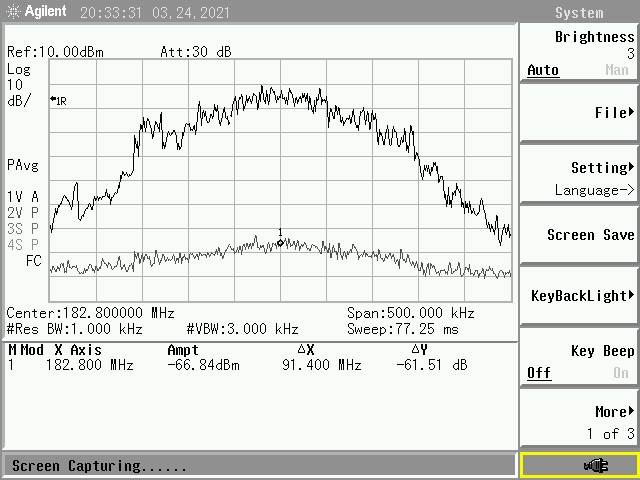 Agilent 20:33:31 03,24,2021 System
Ref:10.00dBm Att:30 dB
Log
10
dB/
1R
PAvg
1V A
2V P
3S P
4S P
FC
1
Center:182.800000 MHz Span:500.000 kHz
#Res BW:1.000 kHz #VBW:3.000 kHz Sweep:77.25 ms
M Mod X Axis Ampt △X △Y
1 182.800 MHz -66.84dBm 91.400 MHz -61.51 dB
Screen Capturing......
Brightness
3
Auto Man
File
Setting
Language->
Screen Save
KeyBackLight
Key Beep
Off On
More
1 of 3